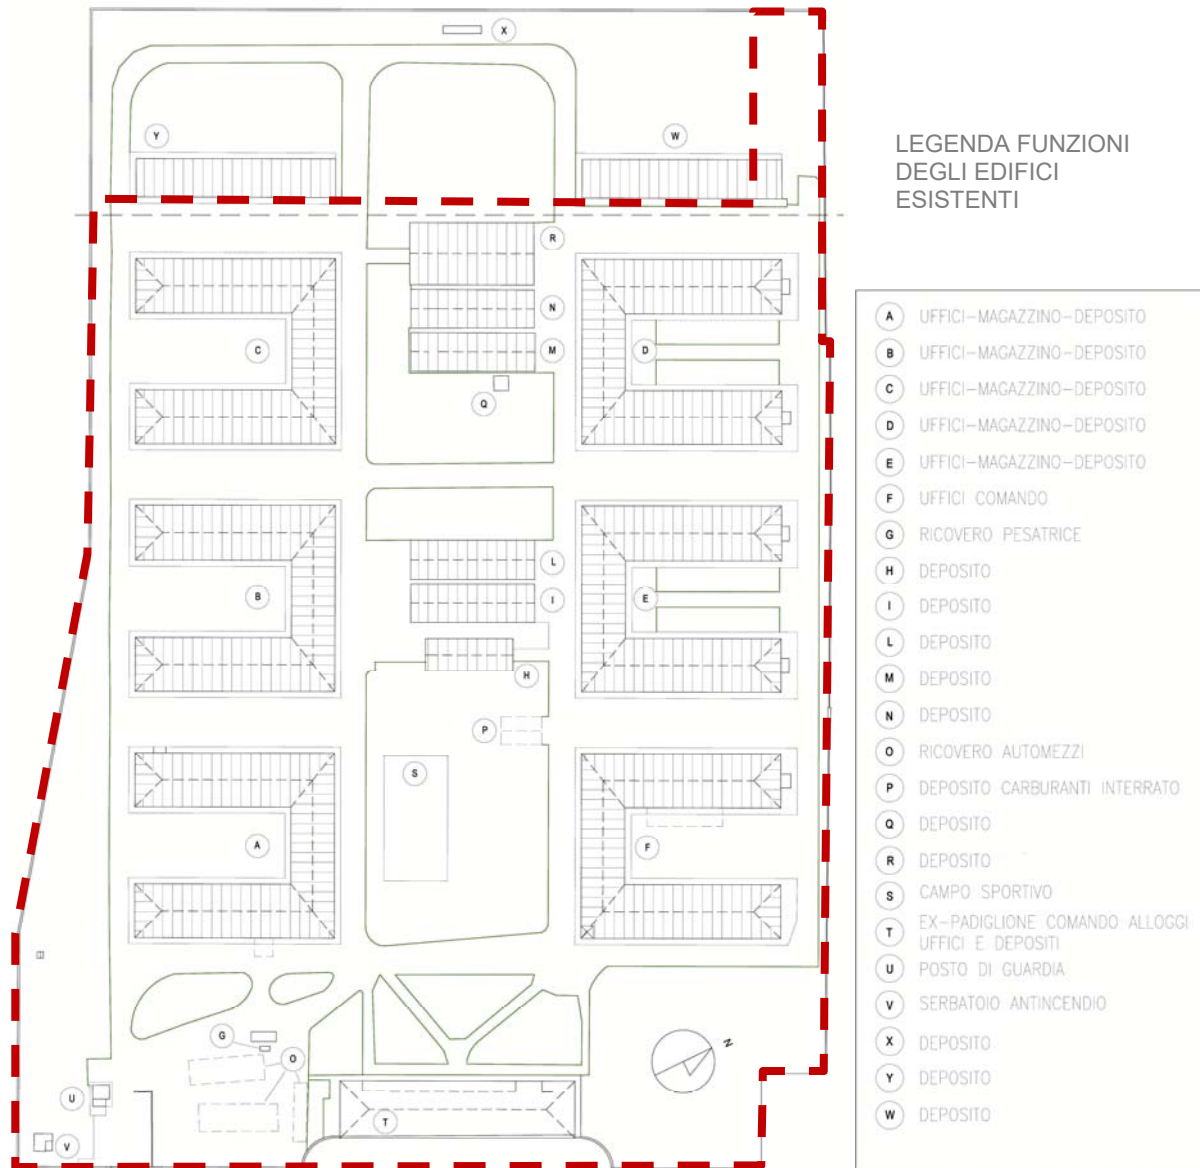 X
Y
W
LEGENDA FUNZIONI
DEGLI EDIFICI
ESISTENTI
R
N
M
C
D
Q
L
I
B
E
H
P
S
A
F
G
O
N
U
T
V
A UFFICI-MAGAZZINO-DEPOSITO
B UFFICI-MAGAZZINO-DEPOSITO
C UFFICI-MAGAZZINO-DEPOSITO
D UFFICI-MAGAZZINO-DEPOSITO
E UFFICI-MAGAZZINO-DEPOSITO
F UFFICI COMANDO
G RICOVERO PESATRICE
H DEPOSITO
I DEPOSITO
L DEPOSITO
M DEPOSITO
N DEPOSITO
O RICOVERO AUTOMEZZI
P DEPOSITO CARBURANTI INTERRATO
Q DEPOSITO
R DEPOSITO
S CAMPO SPORTIVO
T EX-PADIGLIONE COMANDO ALLOGGI
UFFICI E DEPOSITI
U POSTO DI GUARDIA
V SERBATOIO ANTINCENDIO
X DEPOSITO
Y DEPOSITO
W DEPOSITO